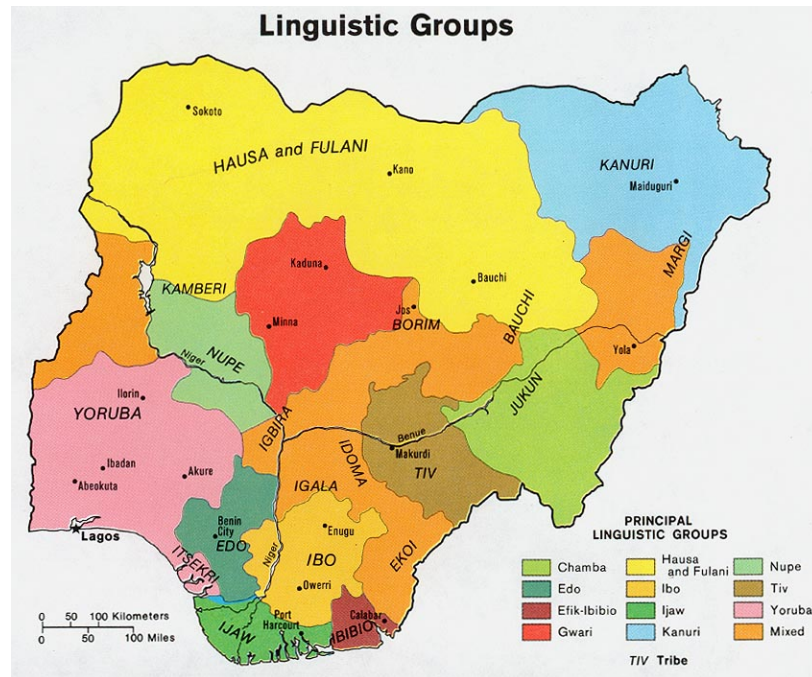 Linguistic Groups
Sokoto
HAUSA and FULANI
Kano
KANURI
Maiduguri
MARGI
Kaduna
KAMBERI
Bauchi
Jos
BORIM
BAUCHI
Minna
Niger
NUPE
Yola
Ilorin
YORUBA
JUKUN
IGBIRA
Benue
Makurdi
IDOMA
TIV
Ibadan
Akure
Abeokuta
IGALA
Lagos
Benin
City
EDO
Enugu
Niger
IBO
EKOI
ITSEKRI
Owerri
Port
Harcourt
Calabar
IJAW
IBIBIO
0 50 100 Kilometers
0 50 100 Miles
PRINCIPAL
LINGUISTIC GROUPS
Chamba
Edo
Efik-Ibibio
Gwari
Hausa
and Fulani
Ibo
Ijaw
Kanuri
Nupe
Tiv
Yoruba
Mixed
TIV Tribe